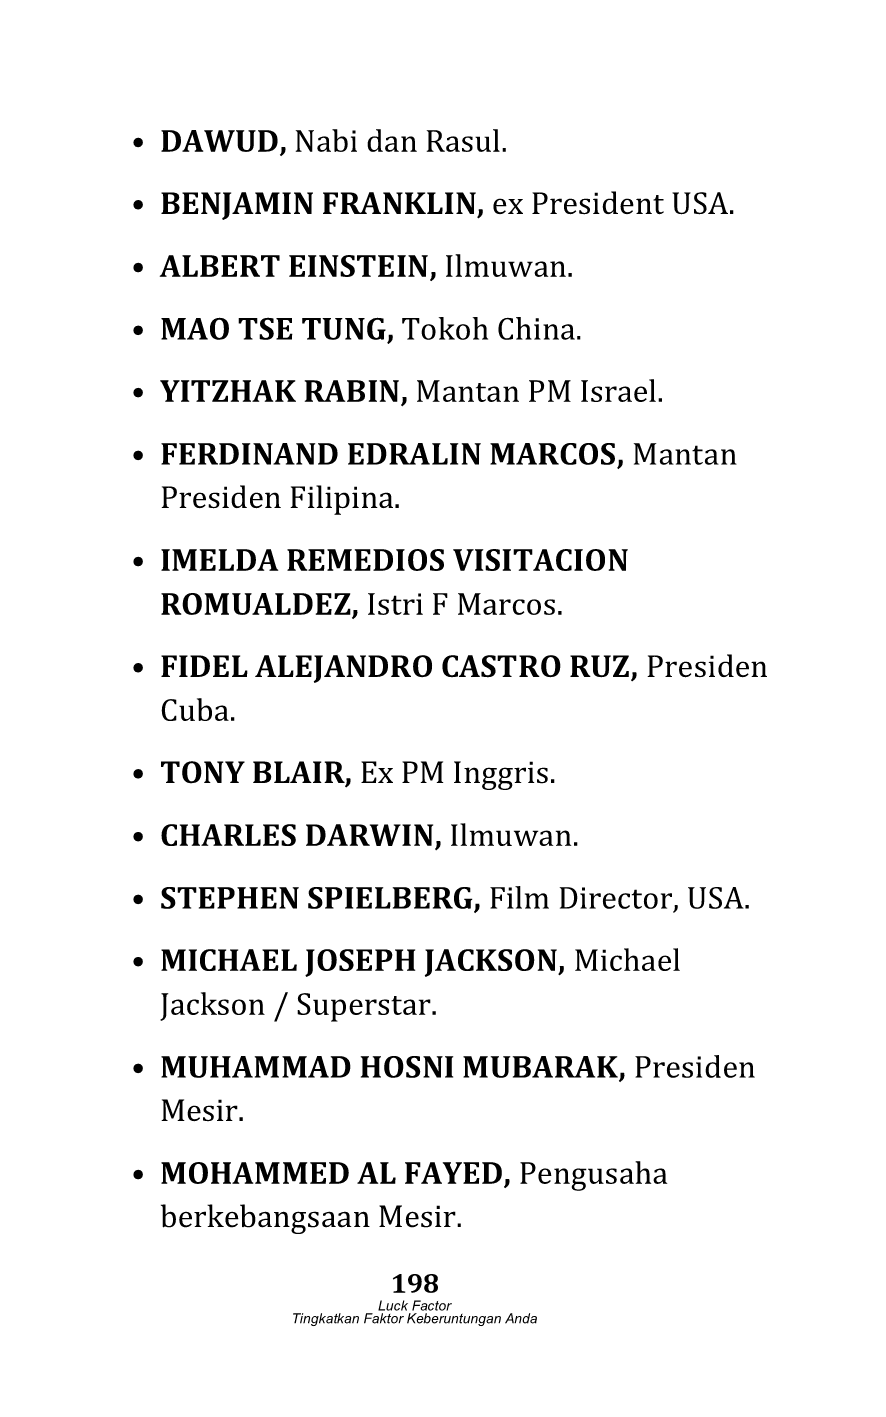 • DAWUD, Nabi dan Rasul.
• BENJAMIN FRANKLIN, ex President USA.
• ALBERT EINSTEIN, Ilmuwan.
• MAO TSE TUNG, Tokoh China.
• YITZHAK RABIN, Mantan PM Israel.
• FERDINAND EDRALIN MARCOS, Mantan
Presiden Filipina.
• IMELDA REMEDIOS VISITACION
ROMUALDEZ, Istri F Marcos.
• FIDEL ALEJANDRO CASTRO RUZ, Presiden
Cuba.
• TONY BLAIR, Ex PM Inggris.
• CHARLES DARWIN, Ilmuwan.
• STEPHEN SPIELBERG, Film Director, USA.
• MICHAEL JOSEPH JACKSON, Michael
Jackson / Superstar.
• MUHAMMAD HOSNI MUBARAK, Presiden
Mesir.
• MOHAMMED AL FAYED, Pengusaha
berkebangsaan Mesir.
198
Luck Factor
Tingkatkan Faktor Keberuntungan Anda